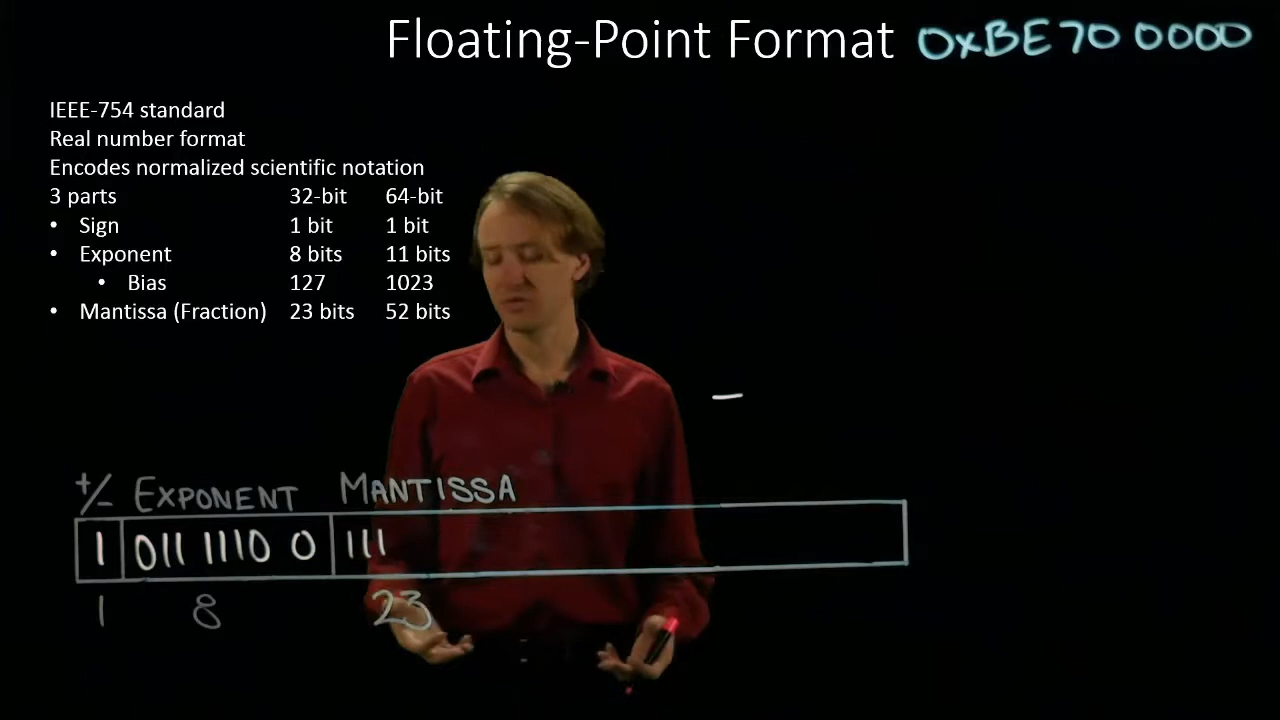 Floating-Point Format 0xBE70 0000
IEEE-754 standard
Real number format
Encodes normalized scientific notation
3 parts 32-bit 64-bit
• Sign 1 bit 1 bit
• Exponent 8 bits 11 bits
• Bias 127 1023
• Mantissa (Fraction) 23 bits 52 bits
–
+/- EXPONENT MANTISSA
1 011 1110 0 111
1 8 23